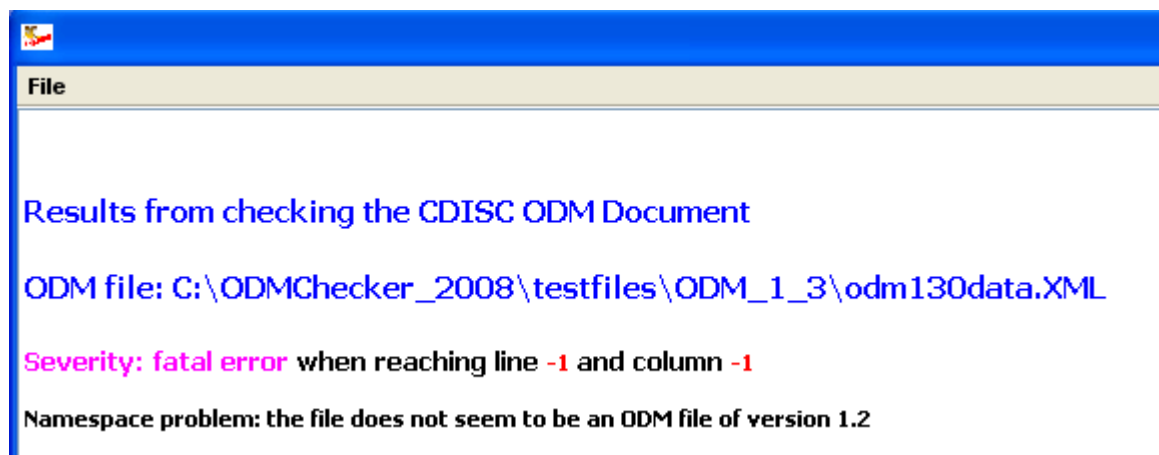 File
Results from checking the CDISC ODM Document
ODM file: C:\ODMChecker_2008\testfiles\ODM_1_3\odm130data.XML
Severity: fatal error when reaching line -1 and column -1
Namespace problem: the file does not seem to be an ODM file of version 1.2